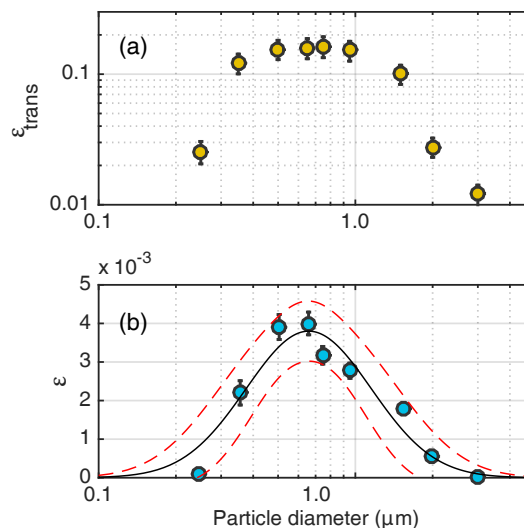 (a)
0.1
0.01
ε_trans
0.1
1.0
x 10⁻³
(b)
5
4
3
2
1
0
ε
0.1
1.0
Particle diameter (μm)